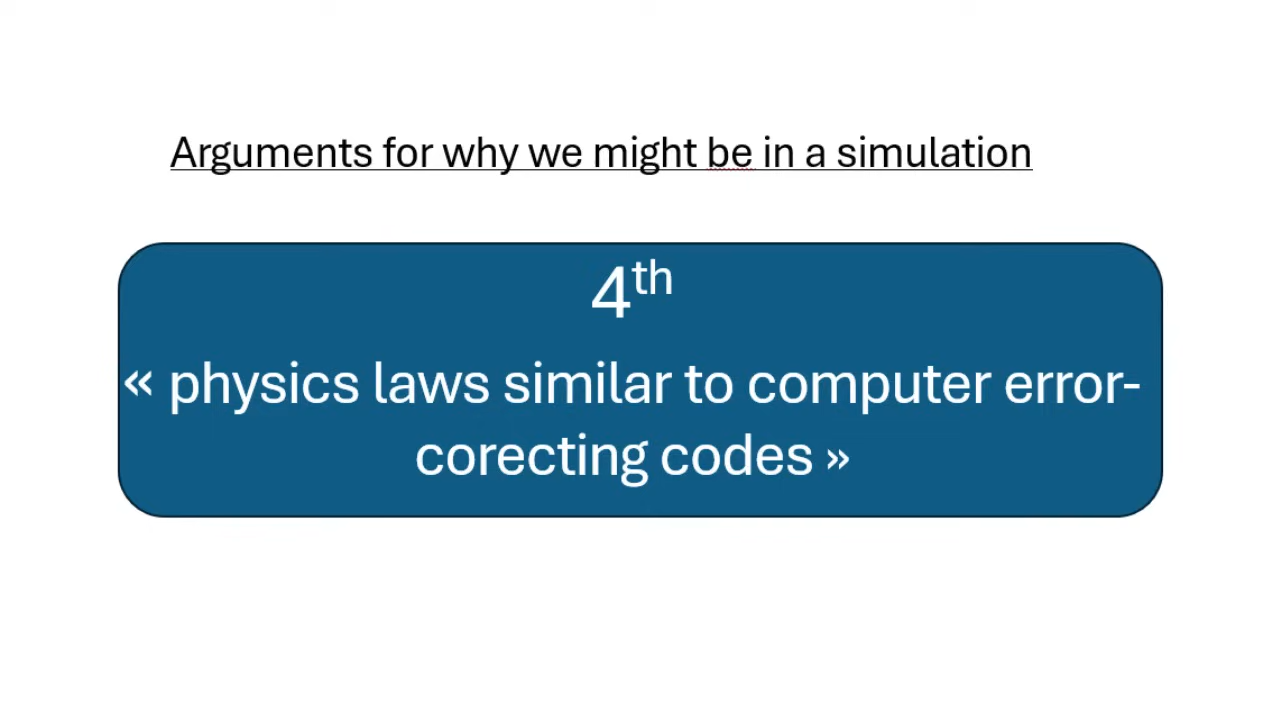 Arguments for why we might be in a simulation
4th
« physics laws similar to computer error-
corecting codes »